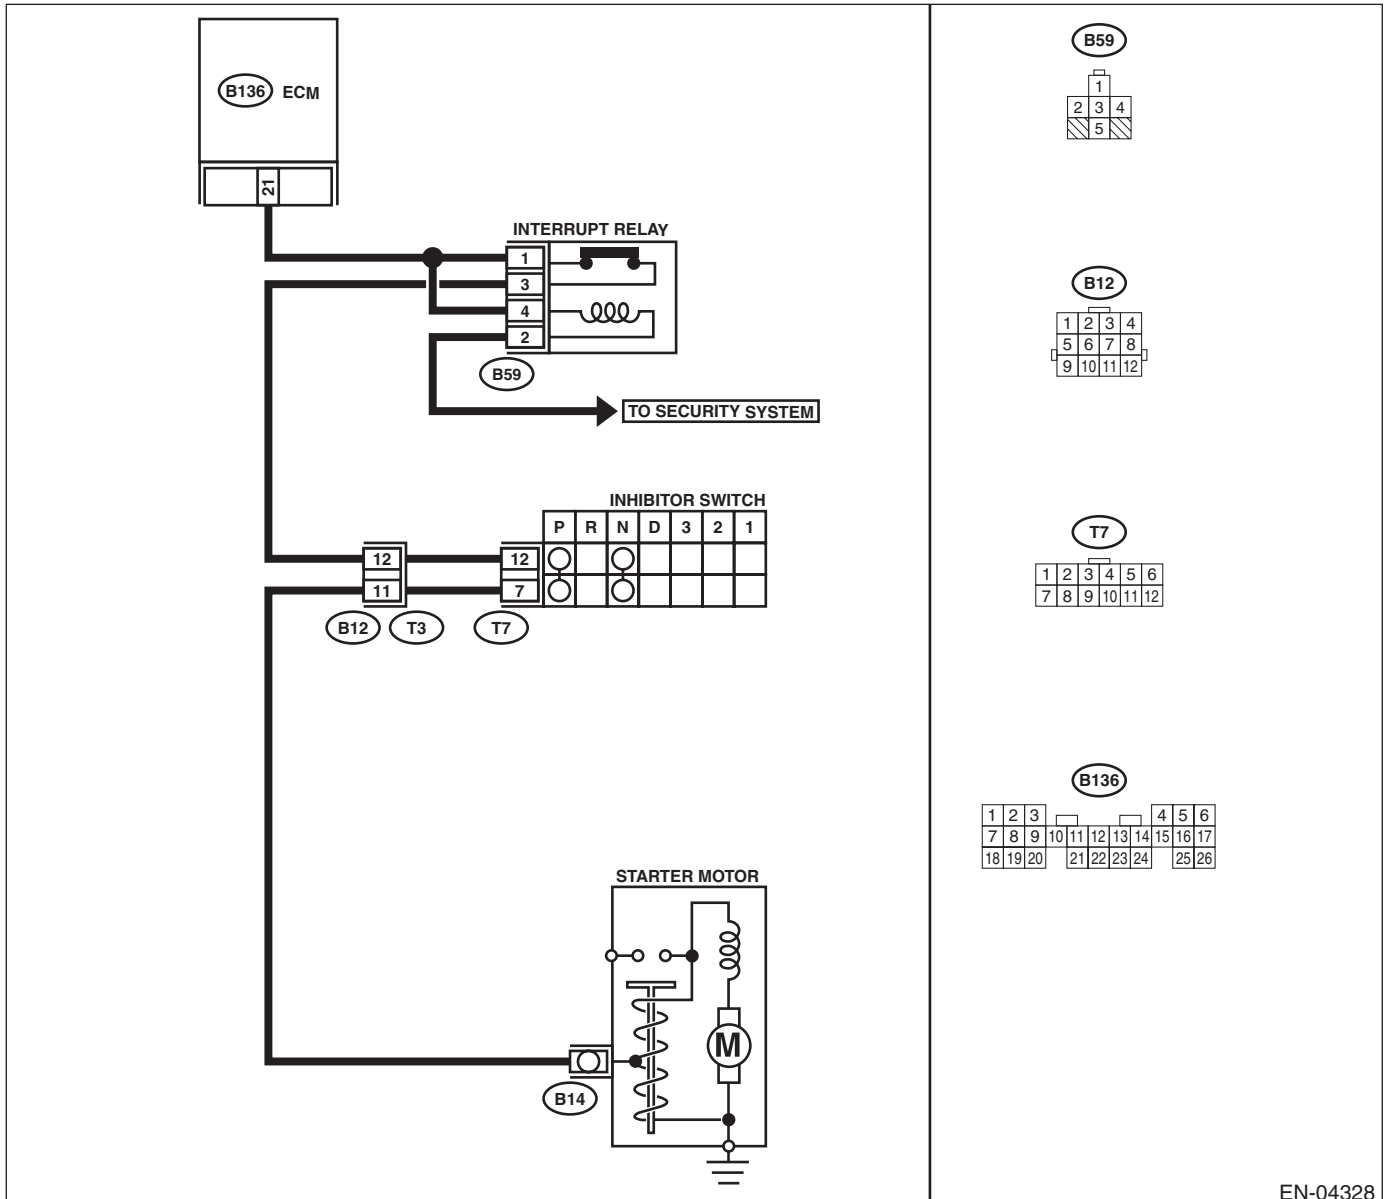 B136 ECM
21
INTERRUPT RELAY
1
3
4
2
B59
TO SECURITY SYSTEM
INHIBITOR SWITCH
P R N D 3 2 1
12 12
11 7
B12 T3 T7
STARTER MOTOR
M
B14
B59
1
2 3 4
5
B12
1 2 3 4
5 6 7 8
9 10 11 12
T7
1 2 3 4 5 6
7 8 9 10 11 12
B136
1 2 3 4 5 6
7 8 9 10 11 12 13 14 15 16 17
18 19 20 21 22 23 24 25 26
EN-04328